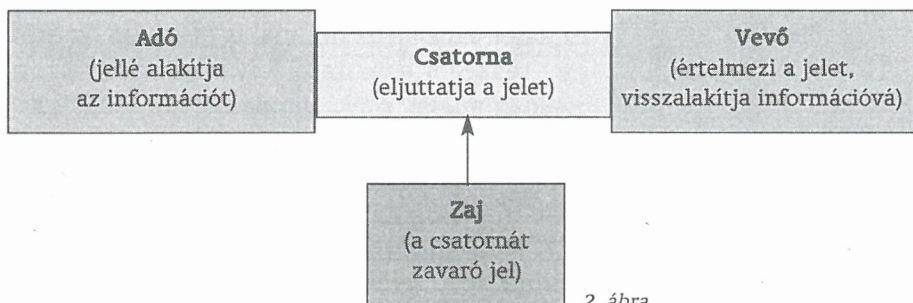 Adó
(jellé alakítja
az információt)
Csatorna
(eljuttatja a jelet)
Vevő
(értelmezi a jelet,
visszalakítja információvá)
Zaj
(a csatornát
zavaró jel)
2. ábra